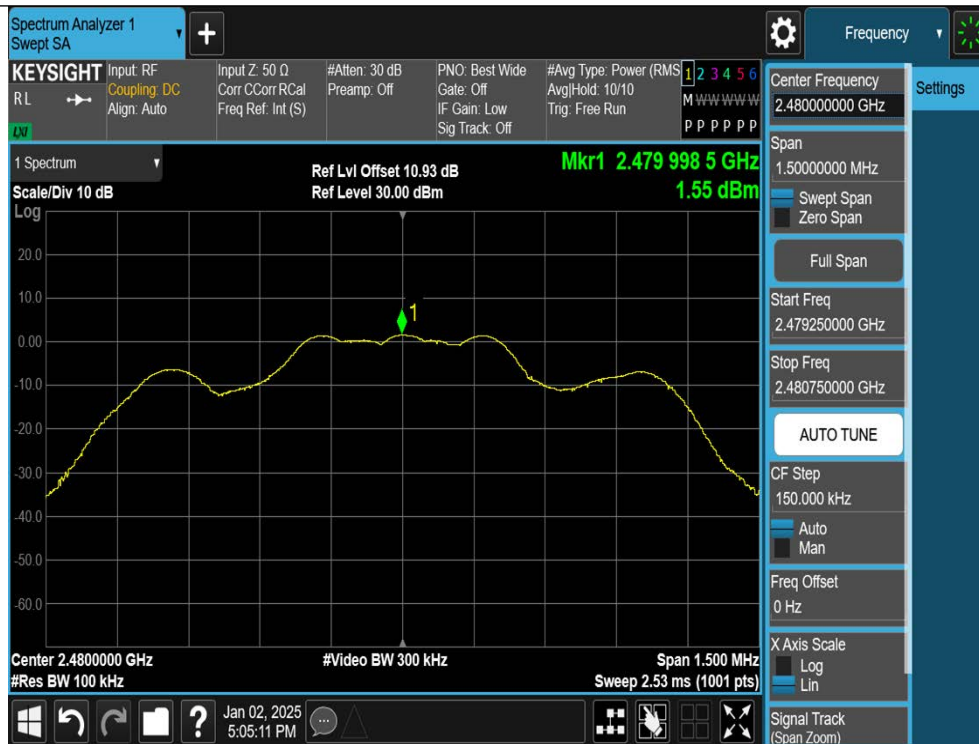 Spectrum Analyzer 1
Swept SA
+
Frequency
KEYSIGHT
RL
LXI
Input: RF
Coupling: DC
Align: Auto
Input Z: 50 Ω
Corr CCorr RCal
Freq Ref: Int (S)
#Atten: 30 dB
Preamp: Off
PNO: Best Wide
Gate: Off
IF Gain: Low
Sig Track: Off
#Avg Type: Power (RMS
Avg|Hold: 10/10
Trig: Free Run
1 2 3 4 5 6
M W W W W W
P P P P P P
1 Spectrum
Scale/Div 10 dB
Ref Lvl Offset 10.93 dB
Ref Level 30.00 dBm
Mkr1 2.479 998 5 GHz
1.55 dBm
Log
20.0
10.0
0.00
-10.0
-20.0
-30.0
-40.0
-50.0
-60.0
1
Center 2.4800000 GHz
#Res BW 100 kHz
#Video BW 300 kHz
Span 1.500 MHz
Sweep 2.53 ms (1001 pts)
Center Frequency
2.480000000 GHz
Settings
Span
1.50000000 MHz
Swept Span
Zero Span
Full Span
Start Freq
2.479250000 GHz
Stop Freq
2.480750000 GHz
AUTO TUNE
CF Step
150.000 kHz
Auto
Man
Freq Offset
0 Hz
X Axis Scale
Log
Lin
Signal Track
(Span Zoom)
?
Jan 02, 2025
5:05:11 PM